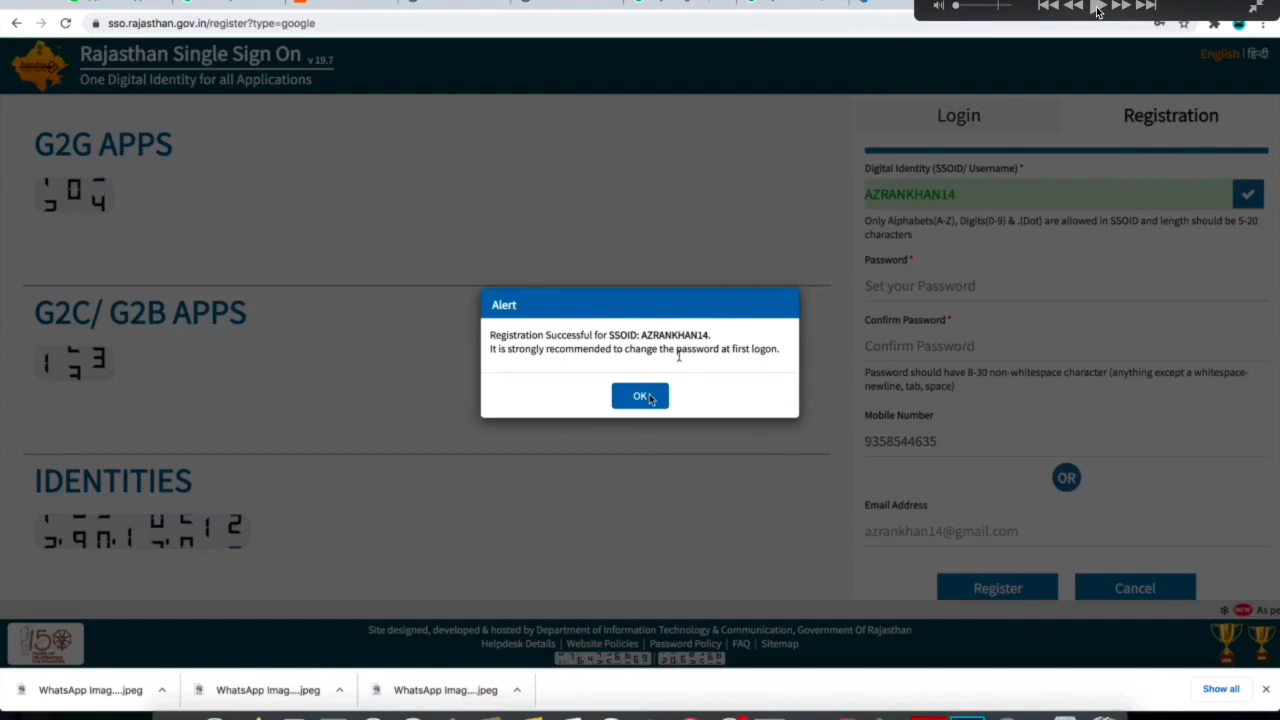 sso.rajasthan.gov.in/register?type=google
Rajasthan Single Sign On v 19.7
One Digital Identity for all Applications
English | हिन्दी
G2G APPS
G2C/ G2B APPS
IDENTITIES
Login
Registration
Digital Identity (SSOID/ Username) *
AZRANKHAN14
Only Alphabets(A-Z), Digits(0-9) & .(Dot) are allowed in SSOID and length should be 5-20
characters
Password *
Set your Password
Confirm Password *
Confirm Password
Password should have 8-30 non-whitespace character (anything except a whitespace-
newline, tab, space)
Mobile Number
9358544635
OR
Email Address
azrankhan14@gmail.com
Register
Cancel
Alert
Registration Successful for SSOID: AZRANKHAN14.
It is strongly recommended to change the password at first logon.
OK
NEW As pe
Site designed, developed & hosted by Department of Information Technology & Communication, Government Of Rajasthan
Helpdesk Details | Website Policies | Password Policy | FAQ | Sitemap
WhatsApp Imag....jpeg
WhatsApp Imag....jpeg
WhatsApp Imag....jpeg
Show all